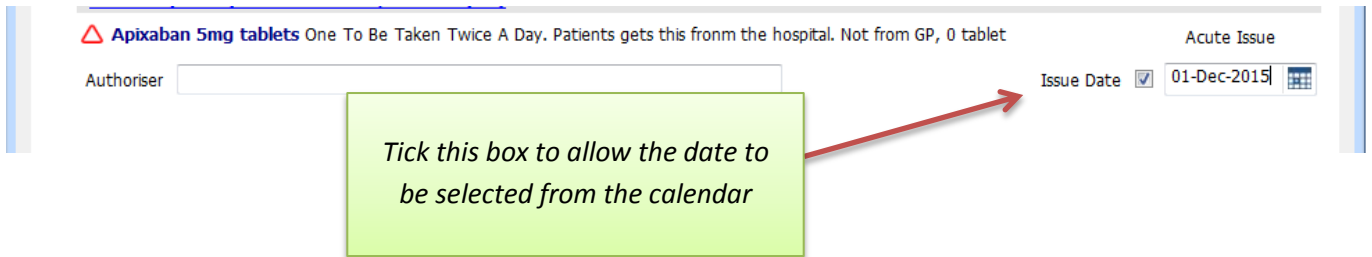 Apixaban 5mg tablets One To Be Taken Twice A Day. Patients gets this fronm the hospital. Not from GP, 0 tablet
Acute Issue
Authoriser
Issue Date 01-Dec-2015
Tick this box to allow the date to
be selected from the calendar